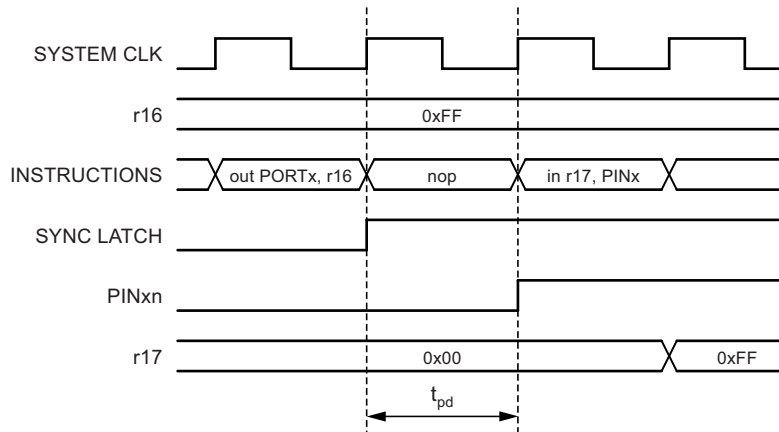 SYSTEM CLK
r16
0xFF
INSTRUCTIONS
out PORTx, r16
nop
in r17, PINx
SYNC LATCH
PINxn
r17
0x00
0xFF
tpd